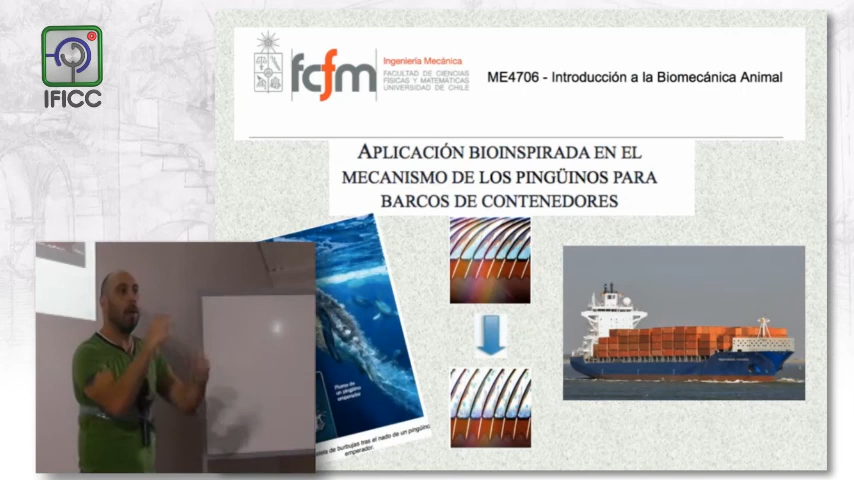 IFICC
fcfm
Ingeniería Mecánica
FACULTAD DE CIENCIAS
FÍSICAS Y MATEMÁTICAS
UNIVERSIDAD DE CHILE
ME4706 - Introducción a la Biomecánica Animal
APLICACIÓN BIOINSPIRADA EN EL
MECANISMO DE LOS PINGÜINOS PARA
BARCOS DE CONTENEDORES
Pluma de
un pingüino
emperador
de burbujas tras el nado de un pingüino
emperador.